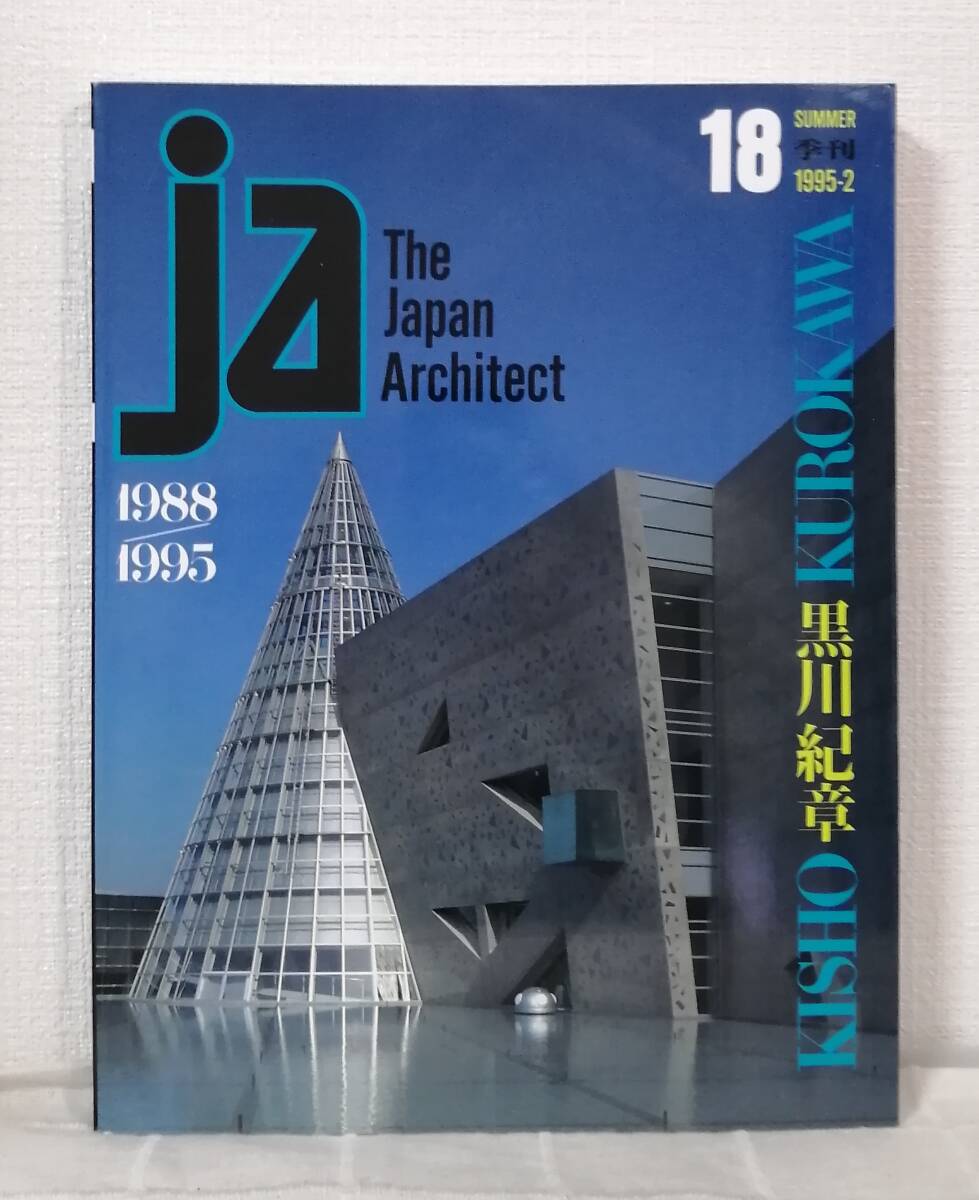 ja
The
Japan
Architect
18
SUMMER
季刊
1995-2
1988
1995
KISHO 黒川紀章 KUROKAWA